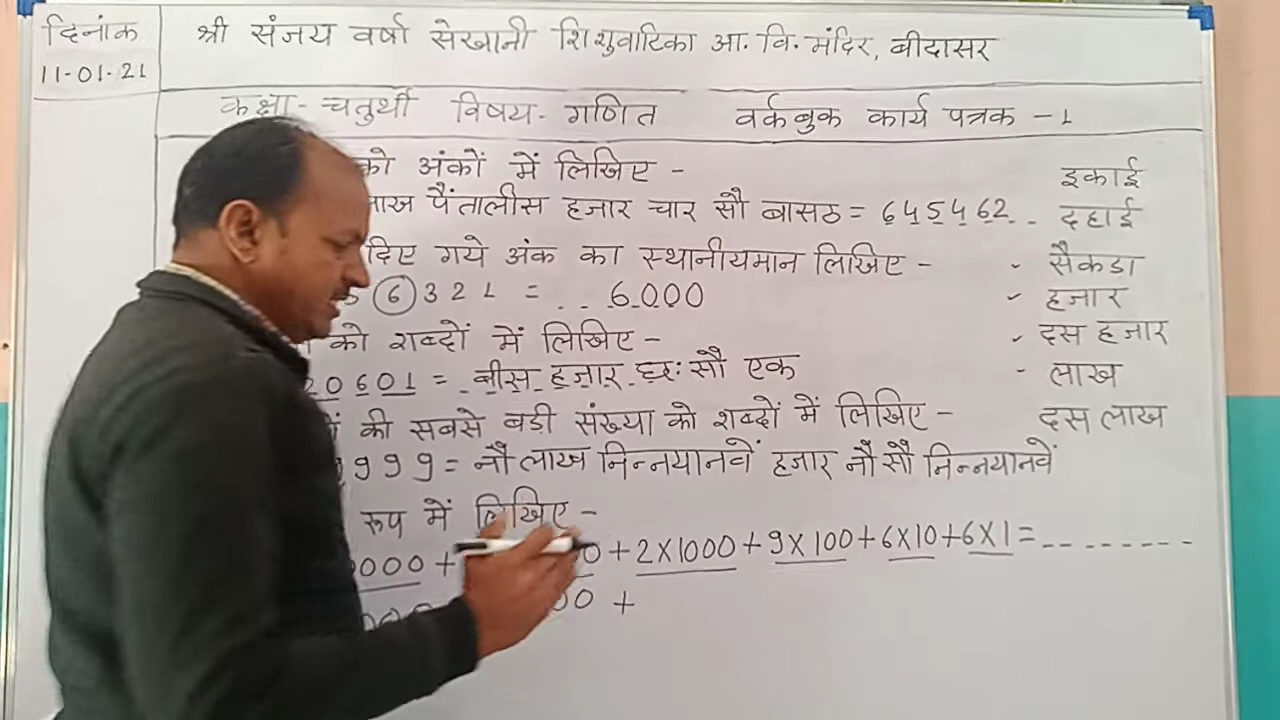 दिनांक
11-01-21
श्री संजय वर्षा सेखानी शिशुवाटिका आ. वि. मंदिर, बीदासर
कक्षा- चतुर्थी विषय- गणित वर्कबुक कार्य पत्रक - 1
को अंकों में लिखिए -
लाख पैंतालीस हजार चार सौ बासठ = 645462
दिए गये अंक का स्थानीयमान लिखिए -
6 3 2 1 = 6000
को शब्दों में लिखिए -
20601 = बीस हजार छः सौ एक
की सबसे बडी संख्या को शब्दों में लिखिए -
999 = नौ लाख निन्नयानवें हजार नौ सौ निन्नयानवें
रूप में लिखिए -
0000 + 0 + 2X1000 + 9X100 + 6X10 + 6X1 = --------
000 00 +
इकाई
दहाई
- सैकडा
- हजार
- दस हजार
- लाख
दस लाख